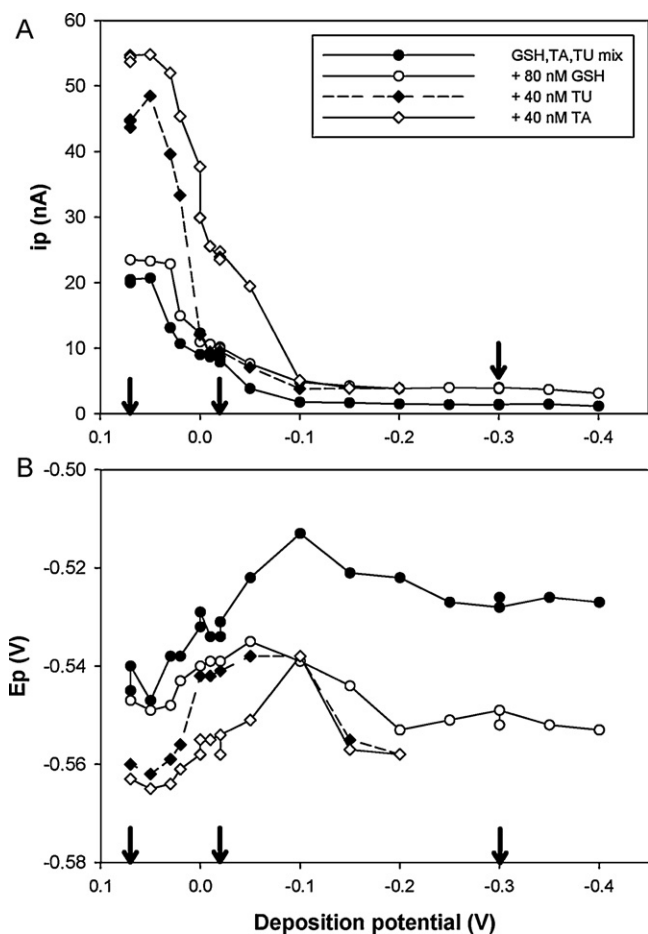 A
60
50
40
30
20
10
0
ip (nA)
GSH,TA,TU mix
+ 80 nM GSH
+ 40 nM TU
+ 40 nM TA
0.1 0.0 -0.1 -0.2 -0.3 -0.4
B
-0.50
-0.52
-0.54
-0.56
-0.58
Ep (V)
0.1 0.0 -0.1 -0.2 -0.3 -0.4
Deposition potential (V)